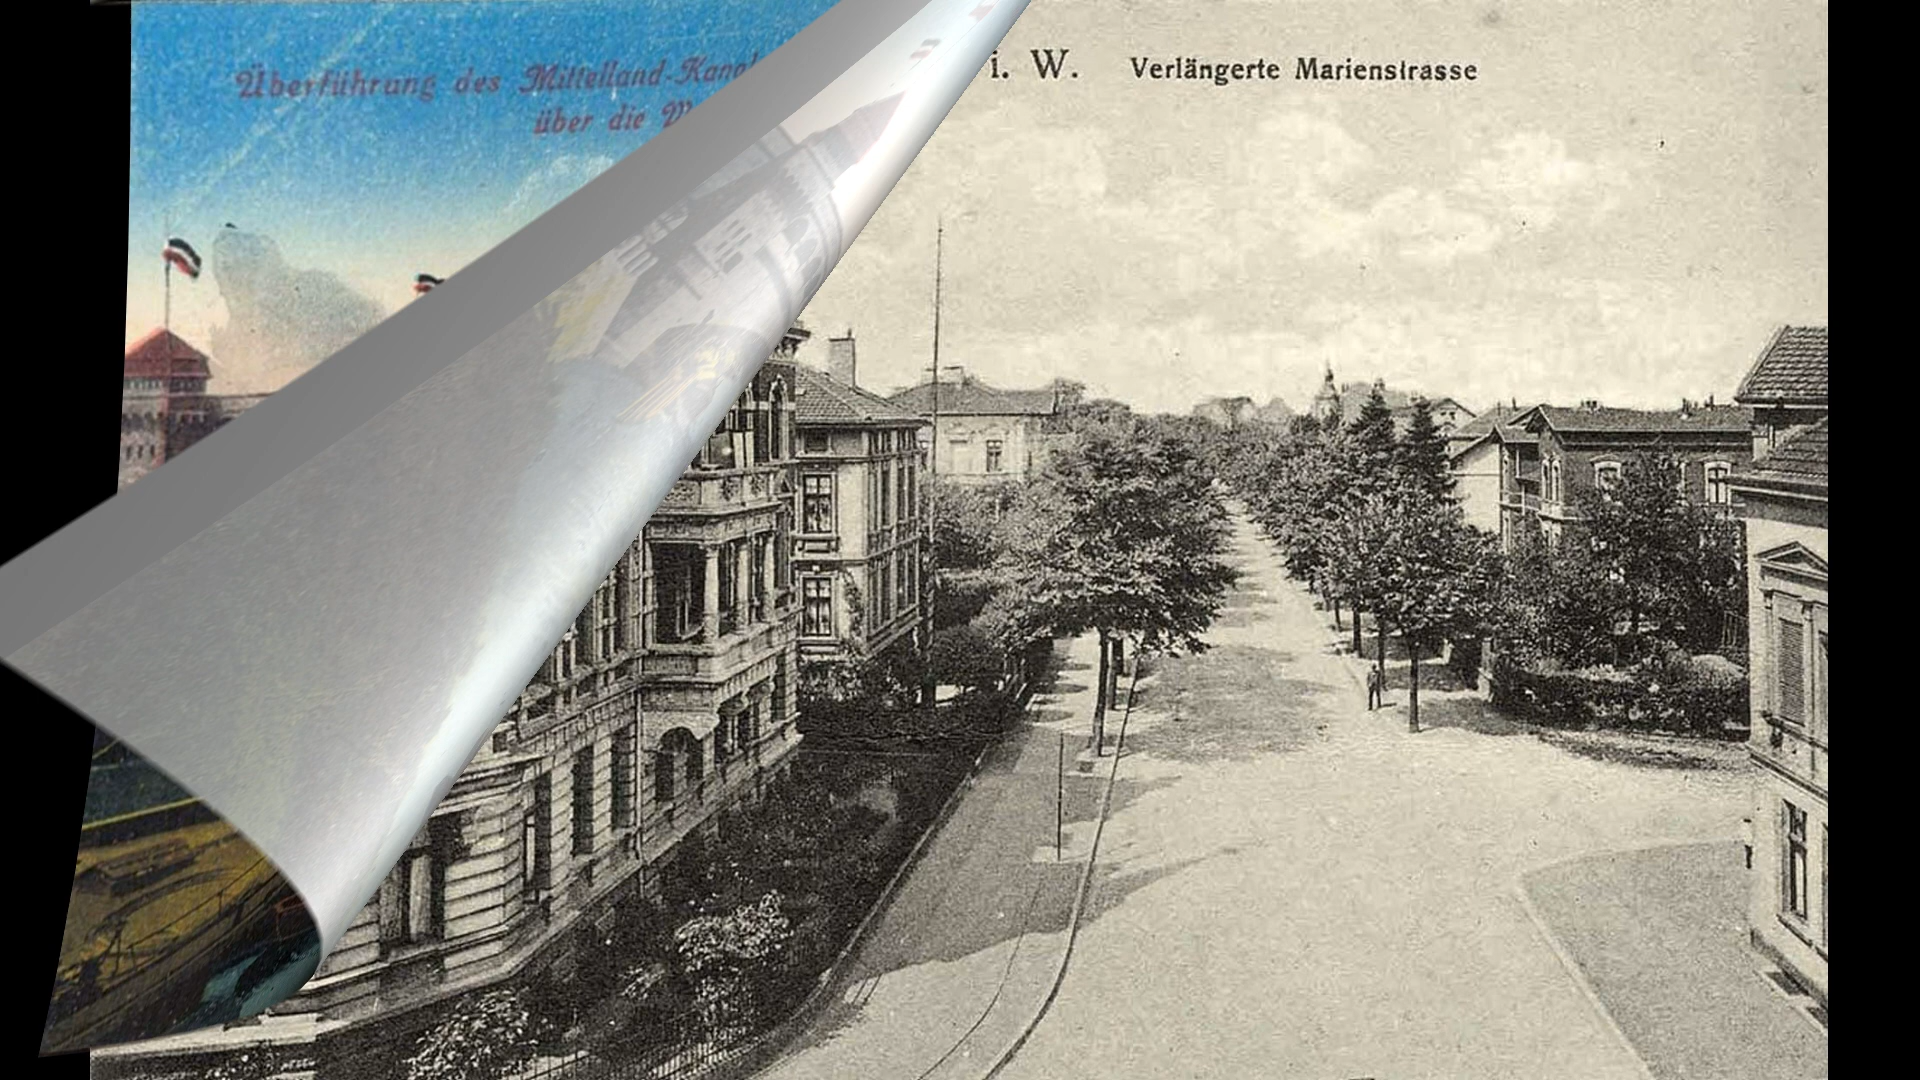 Überführung des Mittelland-Kanal
über die
i. W. Verlängerte Marienstrasse